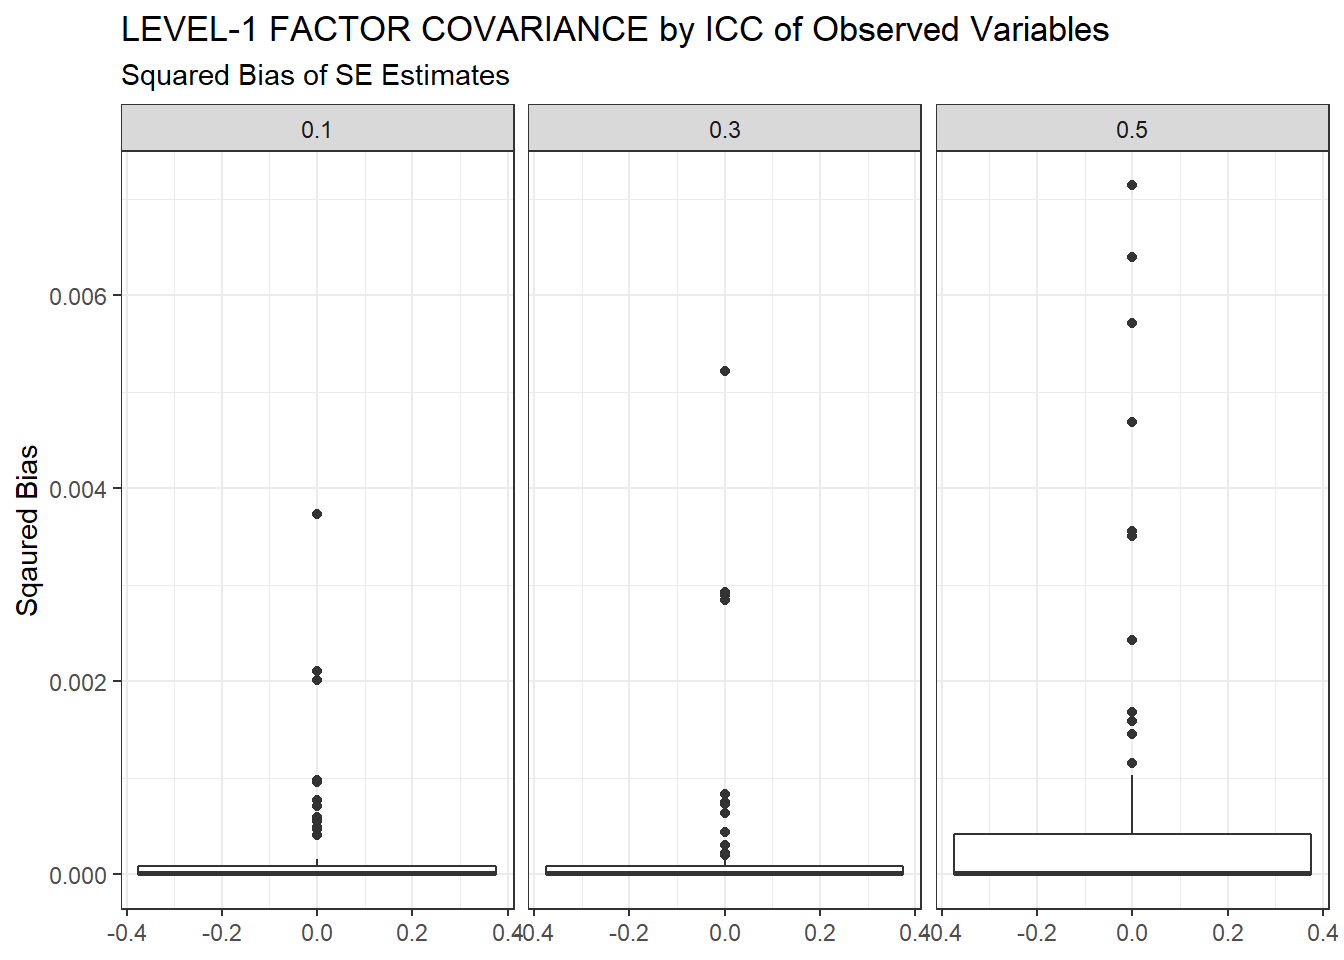 LEVEL-1 FACTOR COVARIANCE by ICC of Observed Variables
Squared Bias of SE Estimates
0.1 0.3 0.5
Sqaured Bias
0.006
0.004
0.002
0.000
-0.4 -0.2 0.0 0.2 0.4 -0.4 -0.2 0.0 0.2 0.4 -0.4 -0.2 0.0 0.2 0.4